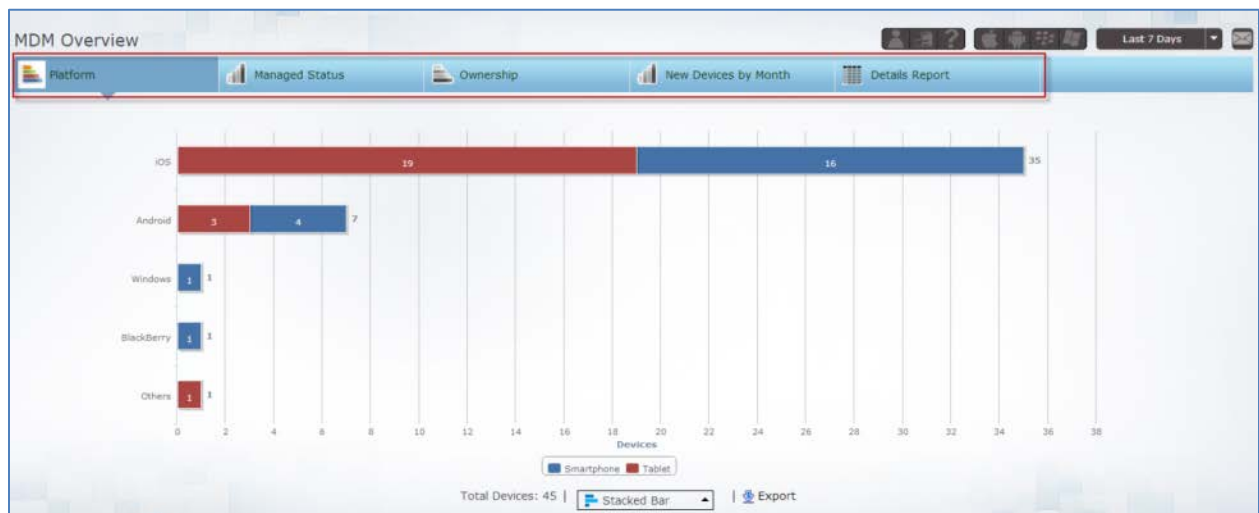 MDM Overview
Last 7 Days
Platform
Managed Status
Ownership
New Devices by Month
Details Report
iOS 19 16 35
Android 3 4 7
Windows 1 1
BlackBerry 1 1
Others 1 1
0 2 4 6 8 10 12 14 16 18 20 22 24 26 28 30 32 34 36 38
Devices
Smartphone Tablet
Total Devices: 45 | Stacked Bar | Export